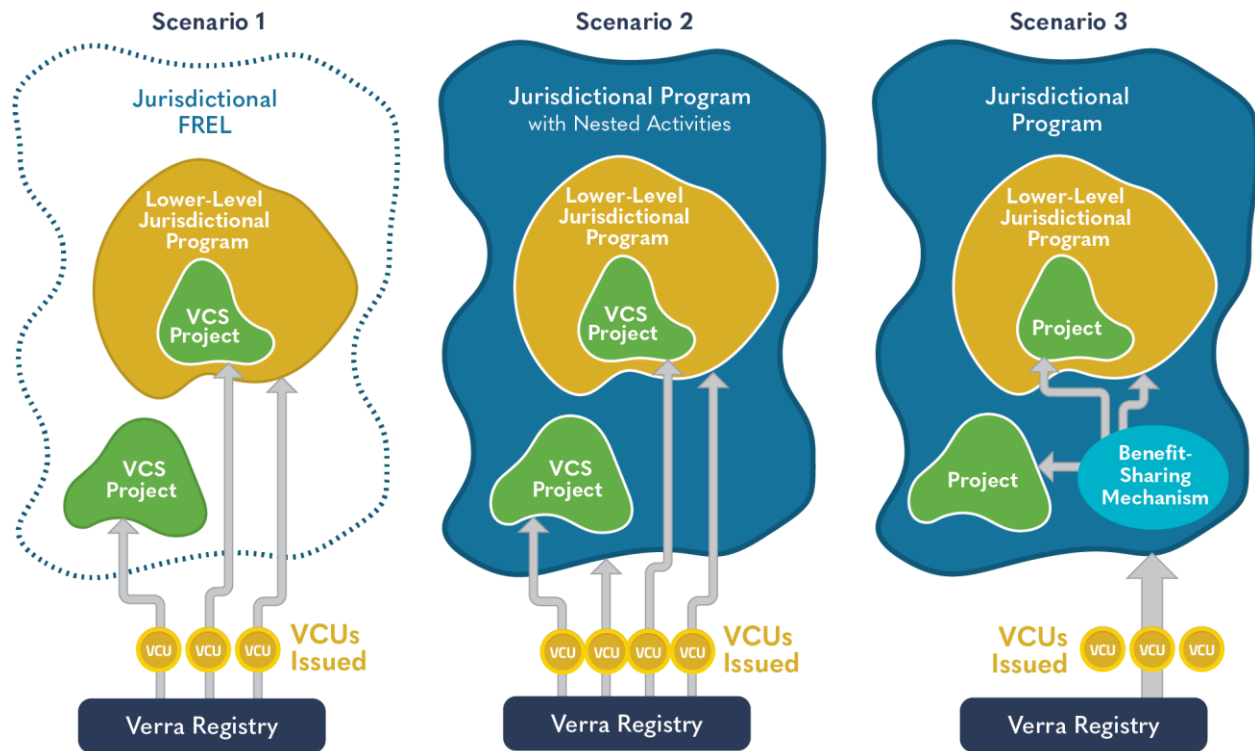 Scenario 1
Jurisdictional
FREL
Lower-Level
Jurisdictional
Program
VCS
Project
VCS
Project
VCU
VCU
VCU
VCUs
Issued
Verra Registry
Scenario 2
Jurisdictional Program
with Nested Activities
Lower-Level
Jurisdictional
Program
VCS
Project
VCS
Project
VCU
VCU
VCU
VCU
VCUs
Issued
Verra Registry
Scenario 3
Jurisdictional
Program
Lower-Level
Jurisdictional
Program
Project
Project
Benefit-
Sharing
Mechanism
VCUs
Issued
VCU
VCU
VCU
Verra Registry